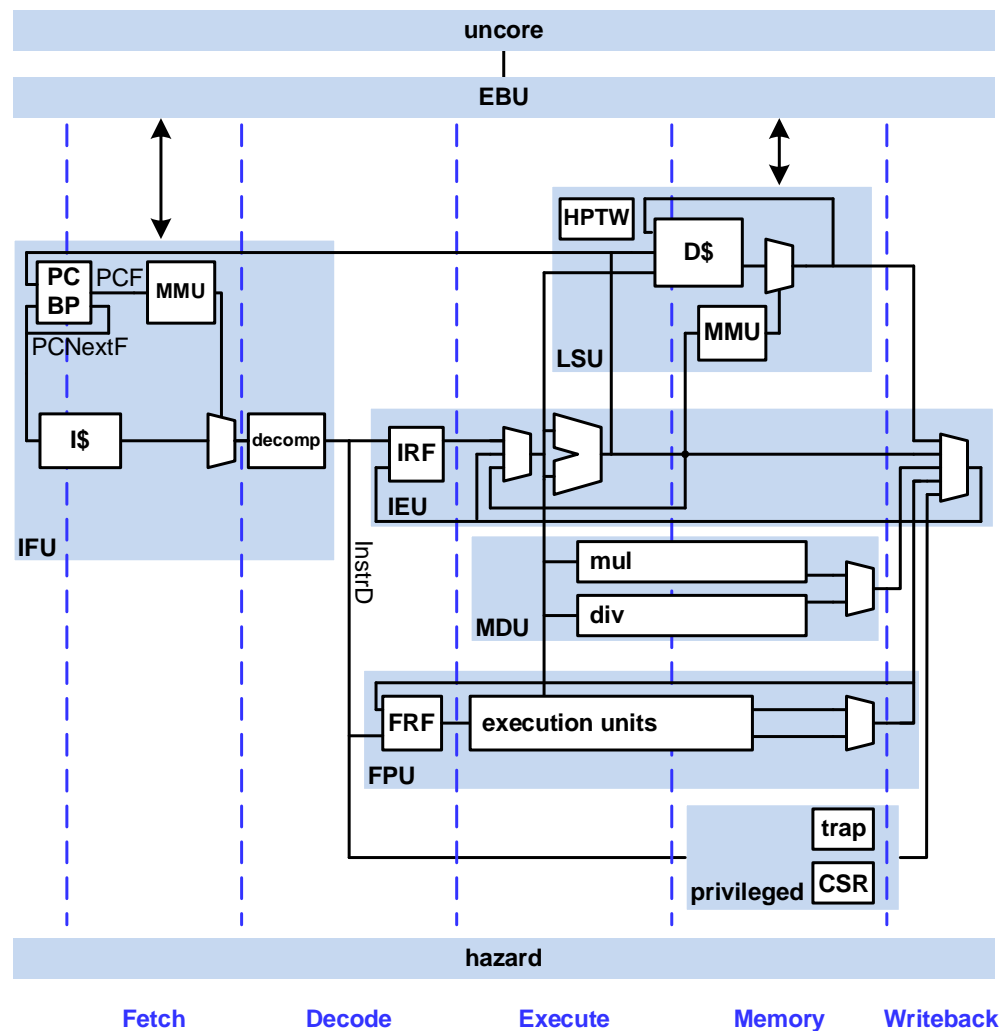 uncore
EBU
HPTW
D$
PC
BP
PCF
MMU
MMU
PCNextF
LSU
I$
decomp
IRF
IEU
IFU
InstrD
mul
MDU
div
FRF
execution units
FPU
trap
privileged
CSR
hazard
Fetch
Decode
Execute
Memory
Writeback